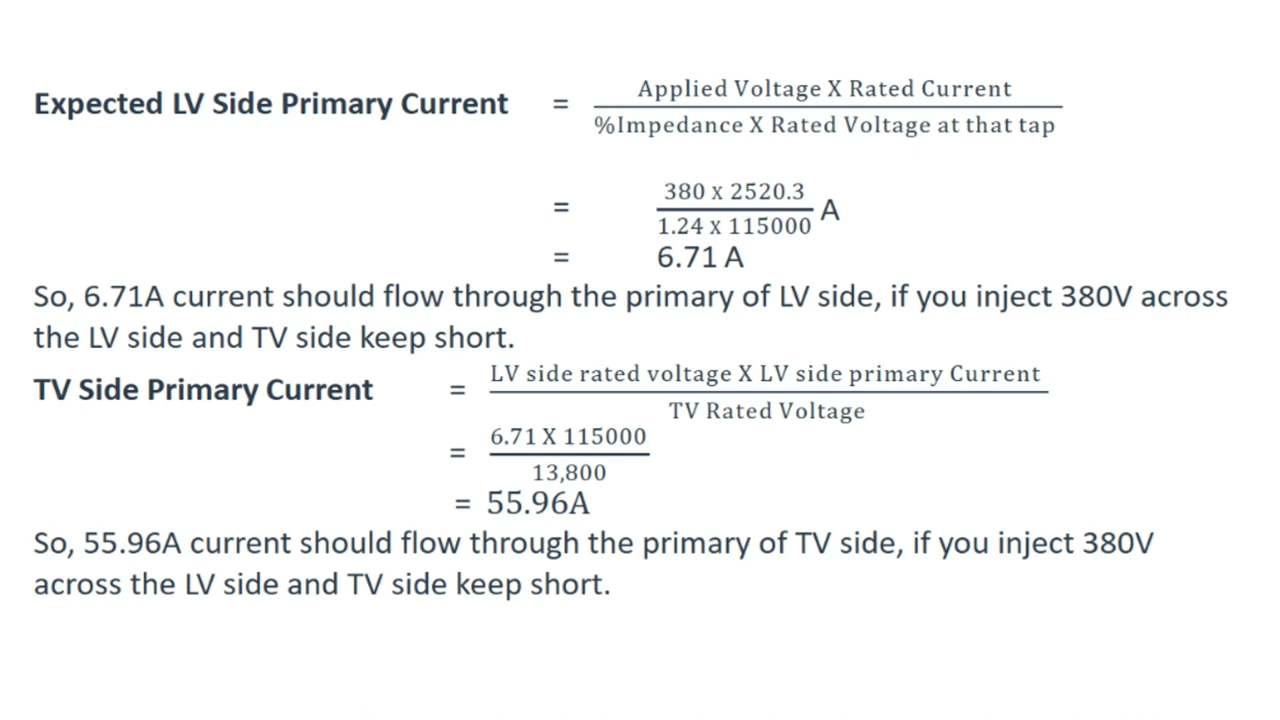 Expected LV Side Primary Current = Applied Voltage X Rated Current
%Impedance X Rated Voltage at that tap
= 380 x 2520.3
1.24 x 115000 A
= 6.71 A
So, 6.71A current should flow through the primary of LV side, if you inject 380V across
the LV side and TV side keep short.
TV Side Primary Current = LV side rated voltage X LV side primary Current
TV Rated Voltage
= 6.71 X 115000
13,800
= 55.96A
So, 55.96A current should flow through the primary of TV side, if you inject 380V
across the LV side and TV side keep short.